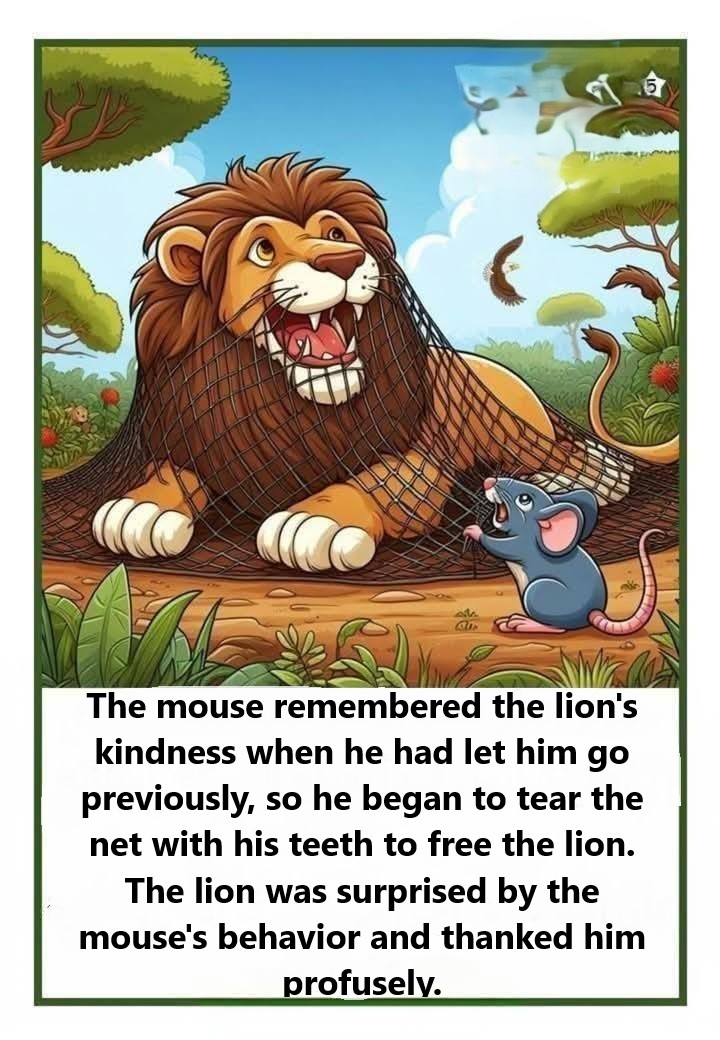 5
The mouse remembered the lion's
kindness when he had let him go
previously, so he began to tear the
net with his teeth to free the lion.
The lion was surprised by the
mouse's behavior and thanked him
profusely.